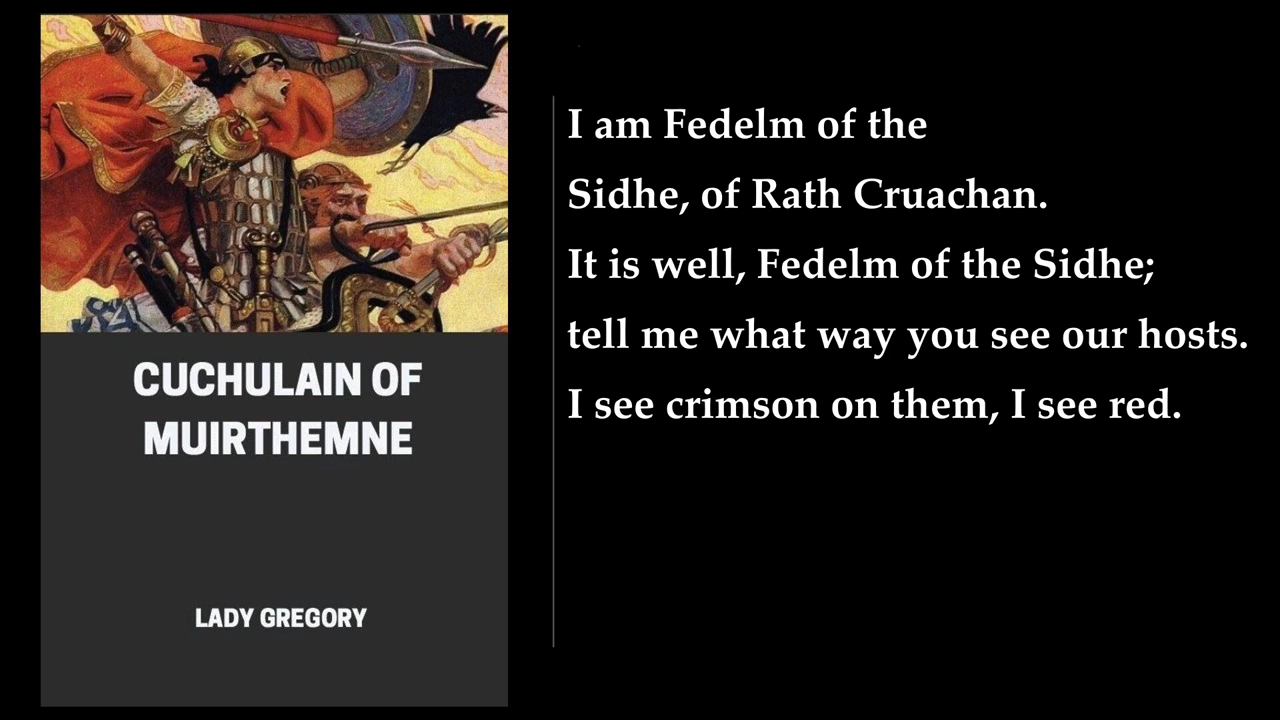 CUCHULAIN OF
MUIRTHEMNE
LADY GREGORY
I am Fedelm of the
Sidhe, of Rath Cruachan.
It is well, Fedelm of the Sidhe;
tell me what way you see our hosts.
I see crimson on them, I see red.